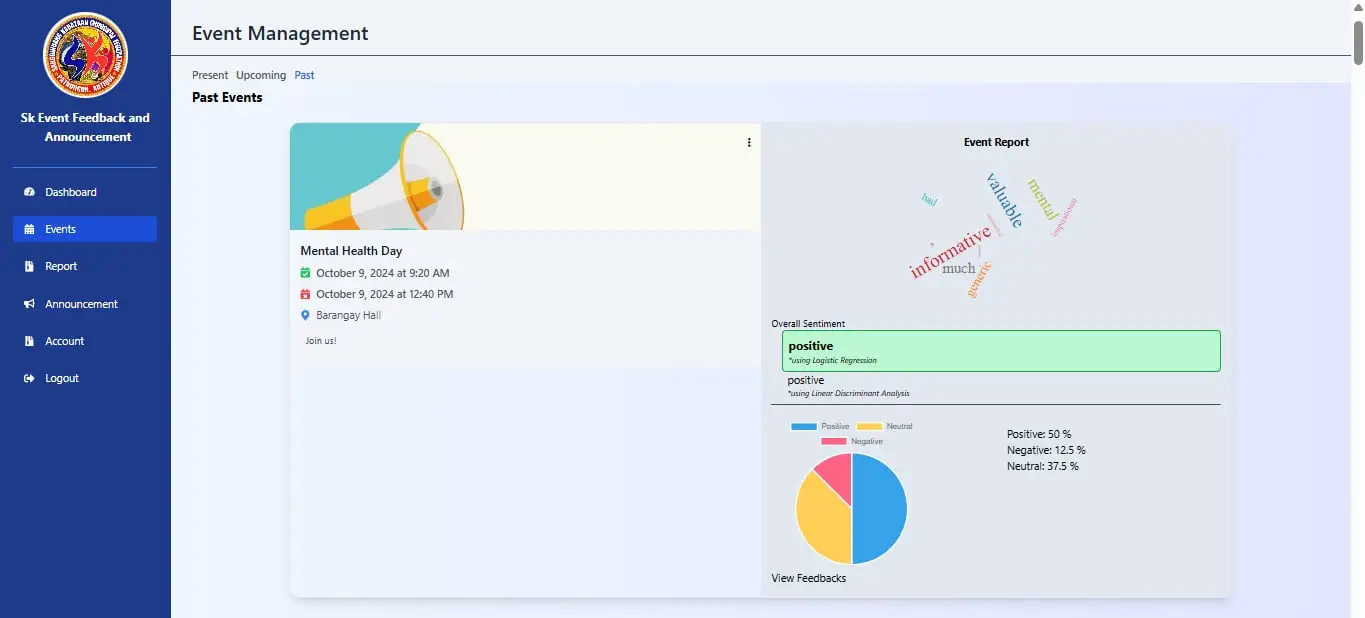 Sk Event Feedback and
Announcement
Dashboard
Events
Report
Announcement
Account
Logout
Event Management
Present Upcoming Past
Past Events
Mental Health Day
October 9, 2024 at 9:20 AM
October 9, 2024 at 12:40 PM
Barangay Hall
Join us!
Event Report
bad
valuable
mental
inspirational
informative
much
generic
Overall Sentiment
positive
*using Logistic Regression
positive
*using Linear Discriminant Analysis
Positive Neutral
Negative
Positive: 50 %
Negative: 12.5 %
Neutral: 37.5 %
View Feedbacks